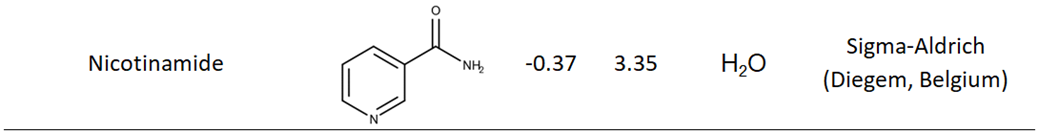 Nicotinamide
O
NH₂
N
-0.37
3.35
H₂O
Sigma-Aldrich
(Diegem, Belgium)